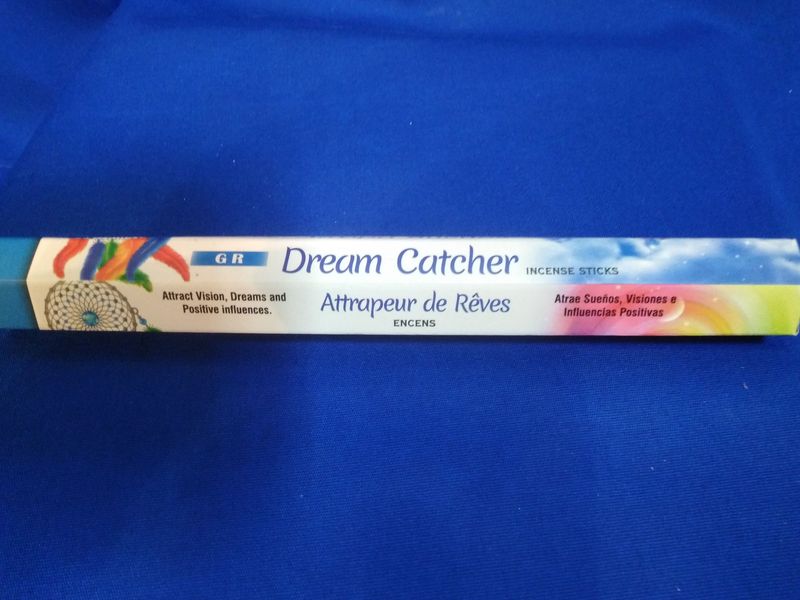 GR Dream Catcher INCENSE STICKS
Attract Vision, Dreams and
Positive influences.
Attrapeur de Rêves
ENCENS
Atrae Sueños, Visiones e
Influencias Positivas